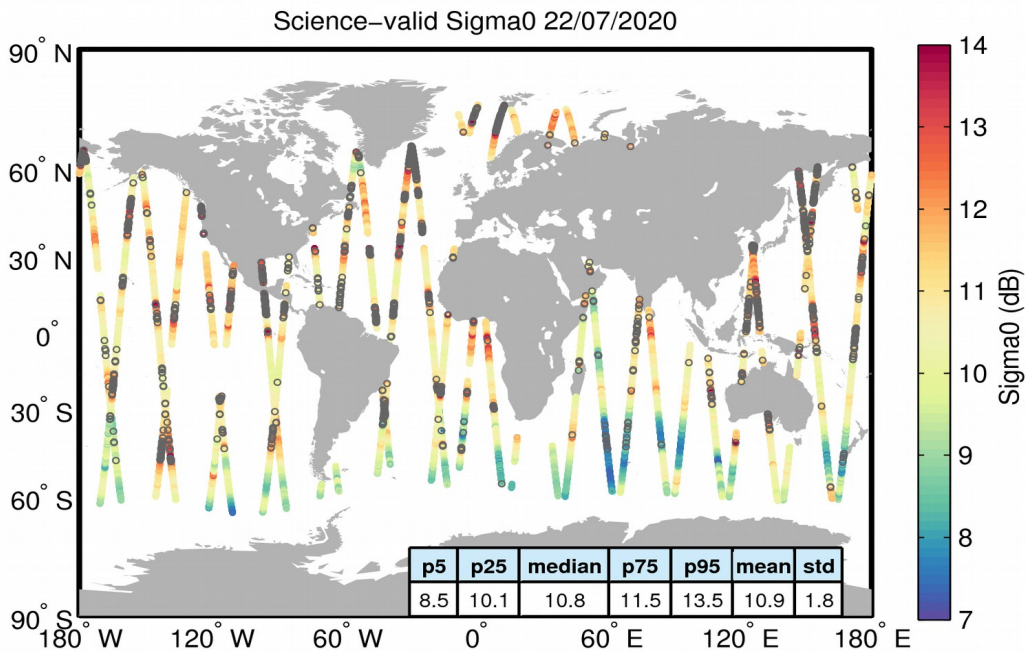 Science−valid Sigma0 22/07/2020
90° N
60° N
30° N
0°
30° S
60° S
90° S
180° W
120° W
60° W
0°
60° E
120° E
180° E
p5 p25 median p75 p95 mean std
8.5 10.1 10.8 11.5 13.5 10.9 1.8
14
13
12
11
10
9
8
7
Sigma0 (dB)